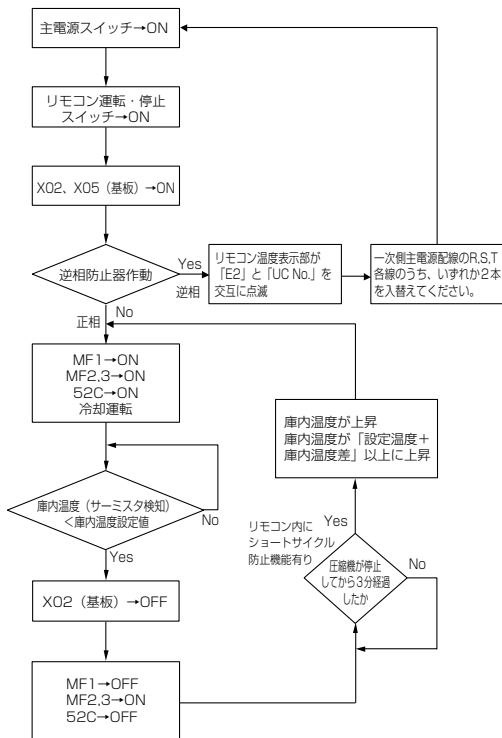 主電源スイッチ→ON
リモコン運転・停止
スイッチ→ON
X02、X05（基板）→ON
逆相防止器作動
Yes
逆相
リモコン温度表示部が
「E2」と「UC No.」を
交互に点滅
一次側主電源配線のR,S,T
各線のうち、いずれか2本
を入替えてください。
No
正相
MF1→ON
MF2,3→ON
52C→ON
冷却運転
庫内温度（サーミスタ検知）
＜庫内温度設定値
No
Yes
X02（基板）→OFF
MF1→OFF
MF2,3→ON
52C→OFF
庫内温度が上昇
庫内温度が「設定温度＋
庫内温度差」以上に上昇
リモコン内に
ショートサイクル
防止機能有り
Yes
圧縮機が停止
してから3分経過
したか
No